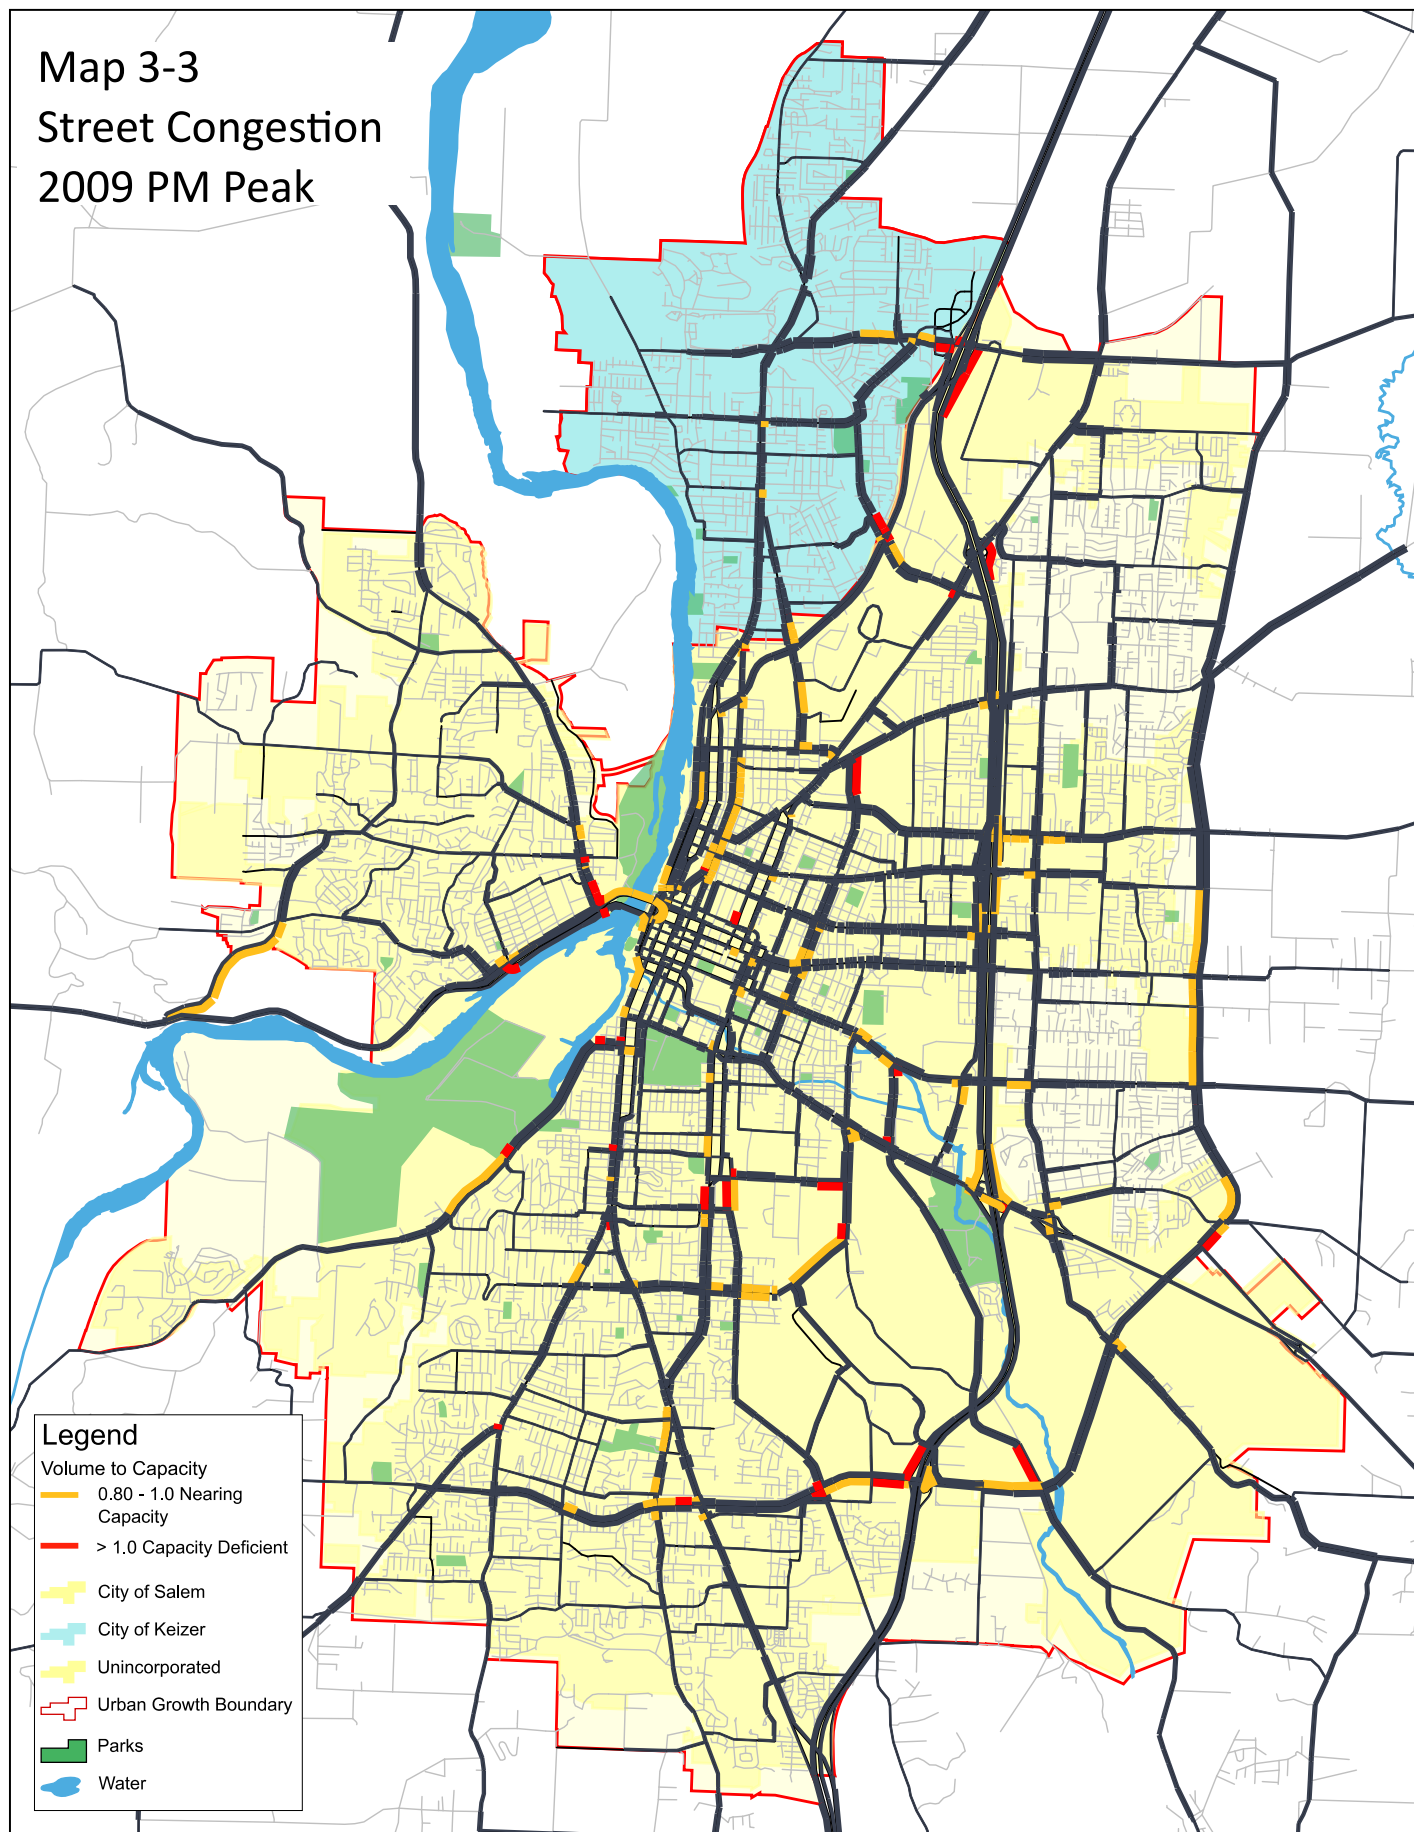 Map 3-3
Street Congestion
2009 PM Peak
Legend
Volume to Capacity
0.80 - 1.0 Nearing
Capacity
> 1.0 Capacity Deficient
City of Salem
City of Keizer
Unincorporated
Urban Growth Boundary
Parks
Water